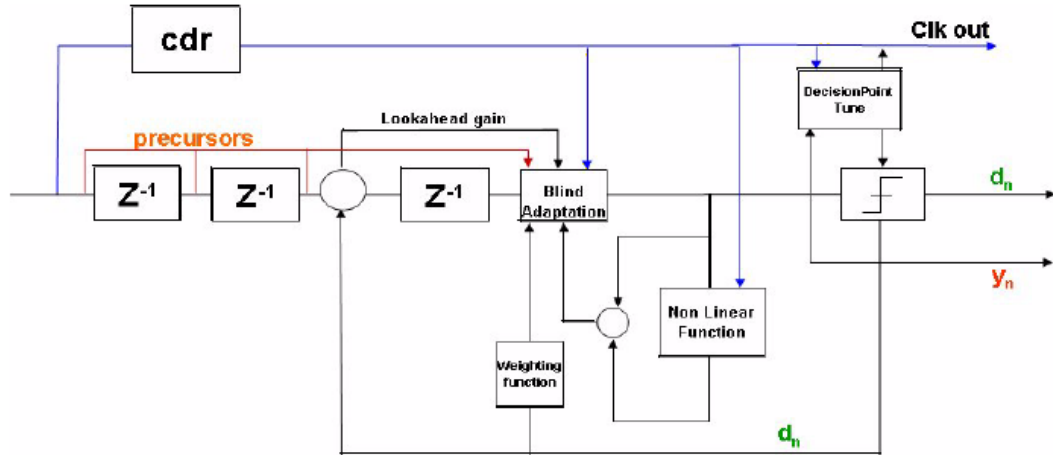 cdr
Clk out
DecisionPoint
Tune
Lookahead gain
precursors
Z-1
Z-1
Z-1
Blind
Adaptation
dn
yn
Non Linear
Function
Weighting
function
dn